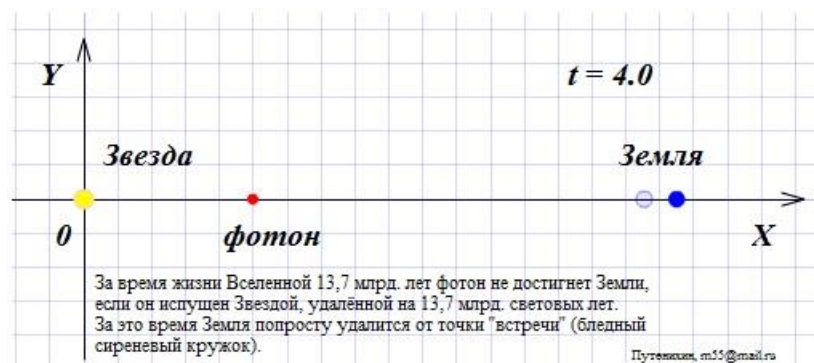 Y
t = 4.0
Звезда
Земля
0
фотон
X
За время жизни Вселенной 13,7 млрд. лет фотон не достигнет Земли,
если он испущен Звездой, удалённой на 13,7 млрд. световых лет.
За это время Земля попросту удалится от точки "встречи" (бледный
сиреневый кружок).
Путенихин, m55@mail.ru